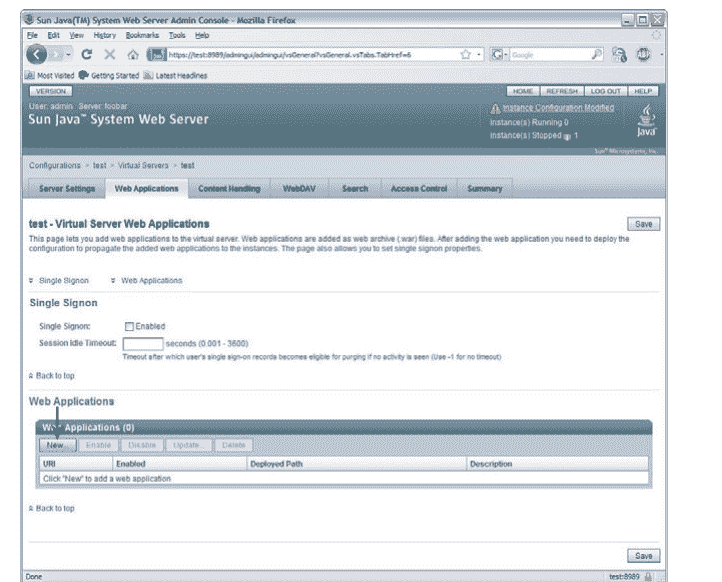 Sun Java(TM) System Web Server Admin Console - Mozilla Firefox
File Edit View History Bookmarks Tools Help
https://test:8989/admingui/admingui/vsGeneral?vsGeneral.vsTabs.TabHref=6
Google
Most Visited Getting Started Latest Headlines
VERSION HOME REFRESH LOG OUT HELP
User: admin Server: foobar
Instance Configuration Modified
Sun Java™ System Web Server
Instance(s) Running 0
Instance(s) Stopped 1
Java
Sun™ Microsystems, Inc.
Configurations > test > Virtual Servers > test
Server Settings Web Applications Content Handling WebDAV Search Access Control Summary
test - Virtual Server Web Applications
Save
This page lets you add web applications to the virtual server. Web applications are added as web archive (.war) files. After adding the web application you need to deploy the
configuration to propagate the added web applications to the instances. The page also allows you to set single signon properties.
Single Signon Web Applications
Single Signon
Single Signon: Enabled
Session Idle Timeout: seconds (0.001 - 3600)
Timeout after which user's single sign-on records becomes eligible for purging if no activity is seen (Use -1 for no timeout)
Back to top
Web Applications
Web Applications (0)
New... Enable Disable Update... Delete
URI Enabled Deployed Path Description
Click "New" to add a web application
Back to top
Save
Done test:8989